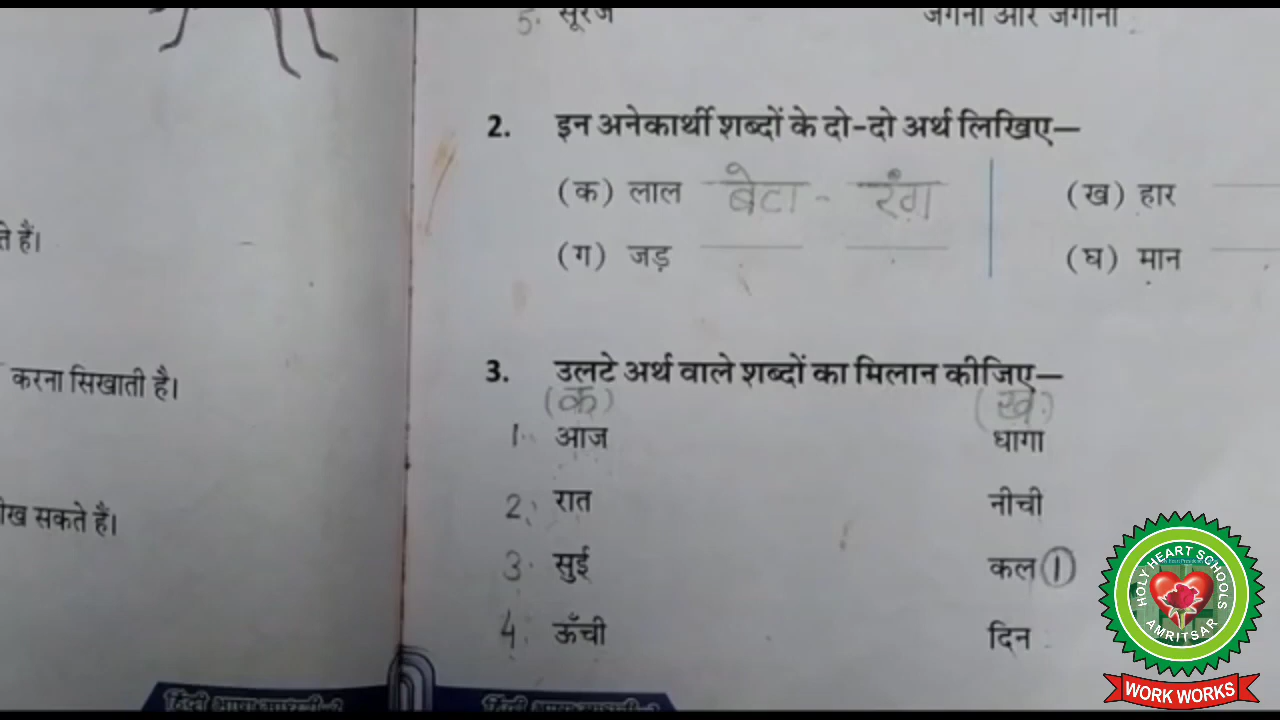 5. सूरज जगना और जगाना
2. इन अनेकार्थी शब्दों के दो-दो अर्थ लिखिए—
(क) लाल बेटा - रंग (ख) हार
(ग) जड़ (घ) मान
ते हैं।
3. उलटे अर्थ वाले शब्दों का मिलान कीजिए—
करना सिखाती है।
(क) (ख)
1. आज धागा
2. रात नीची
सकते हैं।
3. सुई कल 1
4. ऊँची दिन
HOLY HEART SCHOOLS
AMRITSAR
WORK WORKS